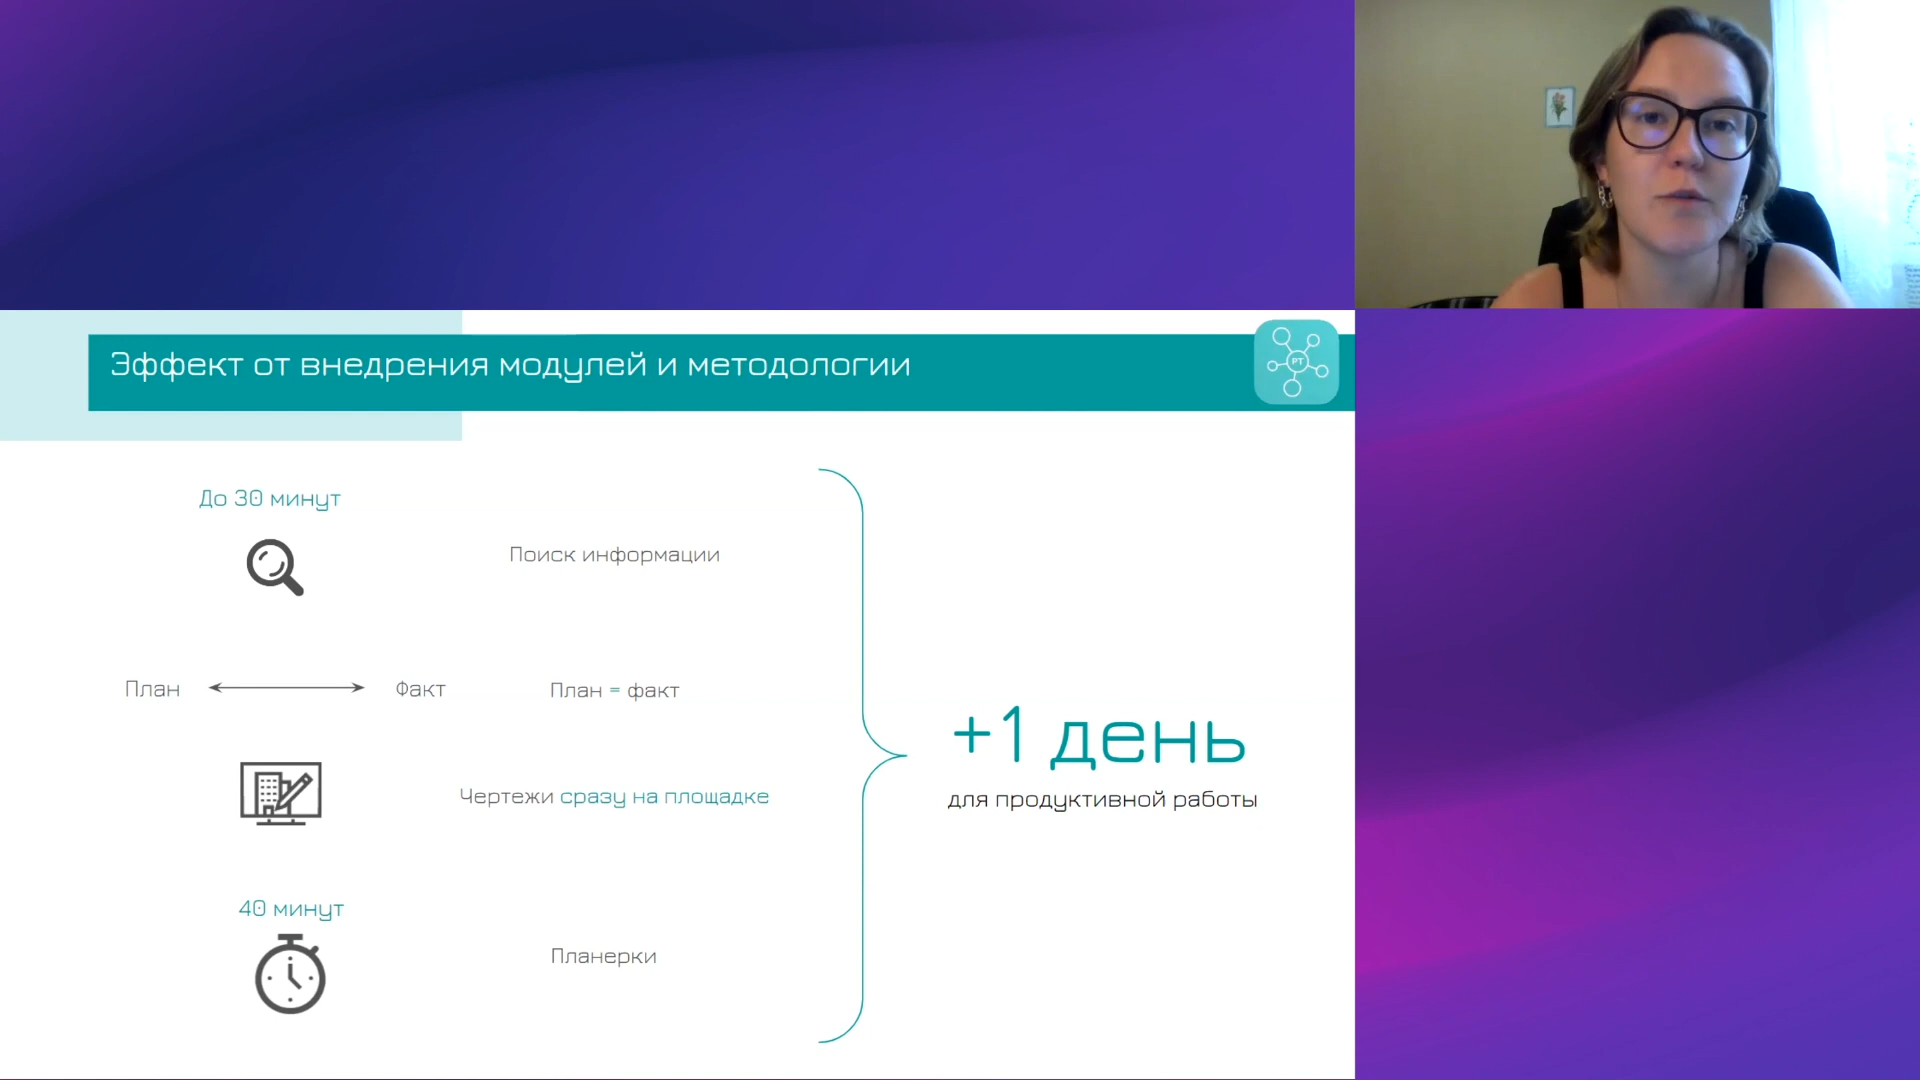 Эффект от внедрения модулей и методологии
PT
До 30 минут
Поиск информации
План
Факт
План = факт
Чертежи сразу на площадке
40 минут
Планерки
+1 день
для продуктивной работы